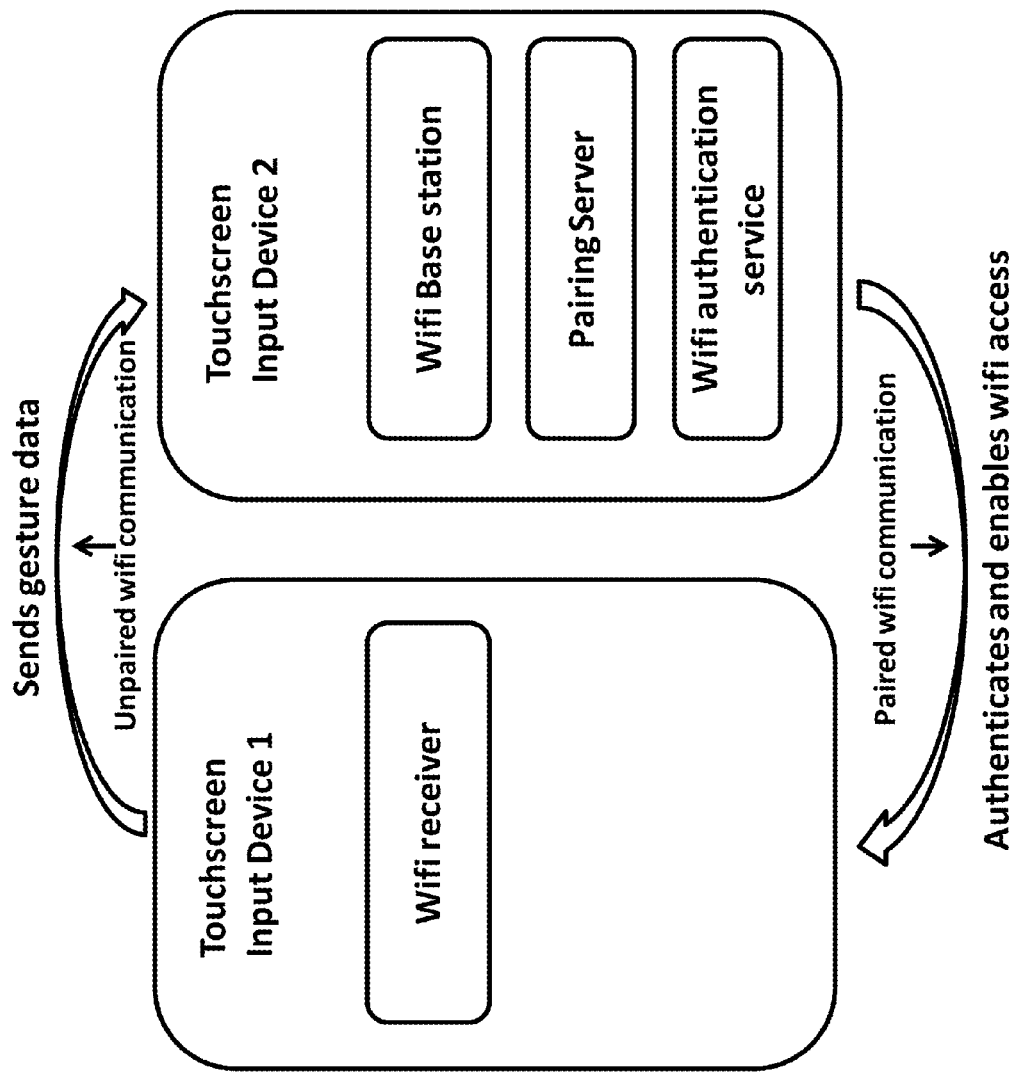 Sends gesture data
Unpaired wifi communication
Touchscreen
Input Device 1
Wifi receiver
Touchscreen
Input Device 2
Wifi Base station
Pairing Server
Wifi authentication
service
Paired wifi communication
Authenticates and enables wifi access